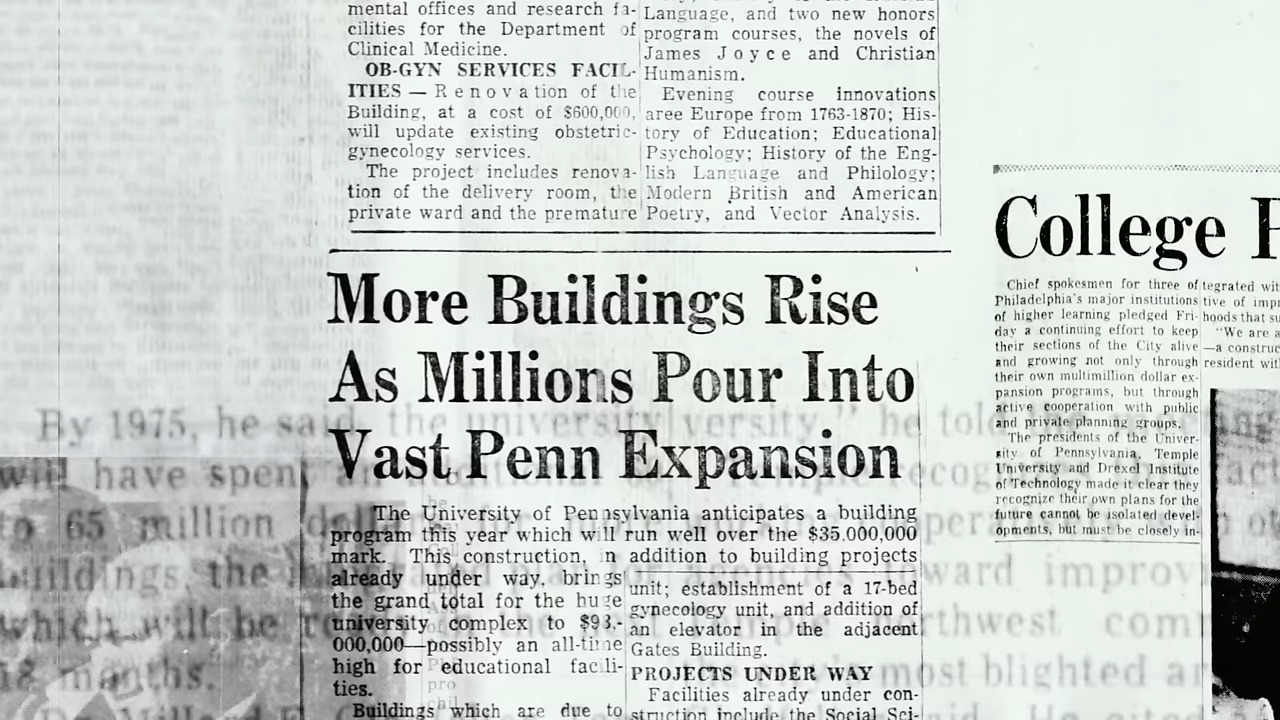 mental offices and research fa-
cilities for the Department of
Clinical Medicine.
OB-GYN SERVICES FACIL-
ITIES — Renovation of the
Building, at a cost of $600,000,
will update existing obstetric-
gynecology services.
The project includes renova-
tion of the delivery room, the
private ward and the premature
Language, and two new honors
program courses, the novels of
James Joyce and Christian
Humanism.
Evening course innovations
aree Europe from 1763-1870; His-
tory of Education; Educational
Psychology; History of the Eng-
lish Language and Philology;
Modern British and American
Poetry, and Vector Analysis.
More Buildings Rise
As Millions Pour Into
Vast Penn Expansion
The University of Pennsylvania anticipates a building
program this year which will run well over the $35,000,000
mark. This construction, in addition to building projects
already under way, brings
the grand total for the huge
university complex to $93,-
000,000—possibly an all-time
high for educational facili-
ties.
Buildings which are due to
unit; establishment of a 17-bed
gynecology unit, and addition of
an elevator in the adjacent
Gates Building.
PROJECTS UNDER WAY
Facilities already under con-
struction include the Social Sci-
College
Chief spokesmen for three of
Philadelphia's major institutions
of higher learning pledged Fri-
day a continuing effort to keep
their sections of the City alive
and growing not only through
their own multimillion dollar ex-
pansion programs, but through
active cooperation with public
and private planning groups.
The presidents of the Univer-
sity of Pennsylvania, Temple
University and Drexel Institute
of Technology made it clear they
recognize their own plans for the
future cannot be isolated devel-
opments, but must be closely in-
tegrated wit
tive of imp
hoods that su
"We are a
—a construc
resident wit
By 1975, he said, the university
will have spent
to 65 million
buildings the
which will be
18 months.
versity," he told
toward improv
northwest com
most blighted ar
said. He cited